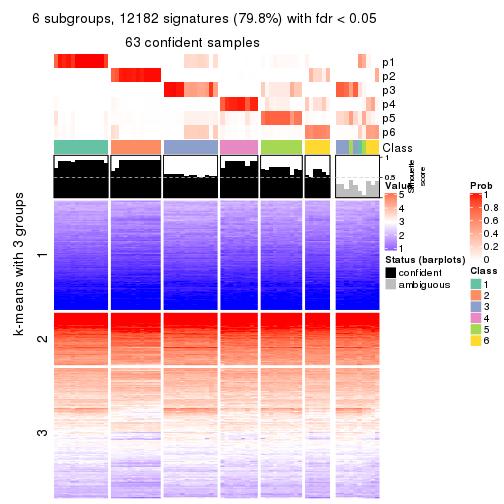 6 subgroups, 12182 signatures (79.8%) with fdr < 0.05
63 confident samples
p1
p2
p3
p4
p5
p6
Class
1
0.5
Silhouette
score
k-means with 3 groups
1
2
3
Value
5
4
3
2
1
Status (barplots)
confident
ambiguous
Prob
1
0.8
0.6
0.4
0.2
0
Class
1
2
3
4
5
6